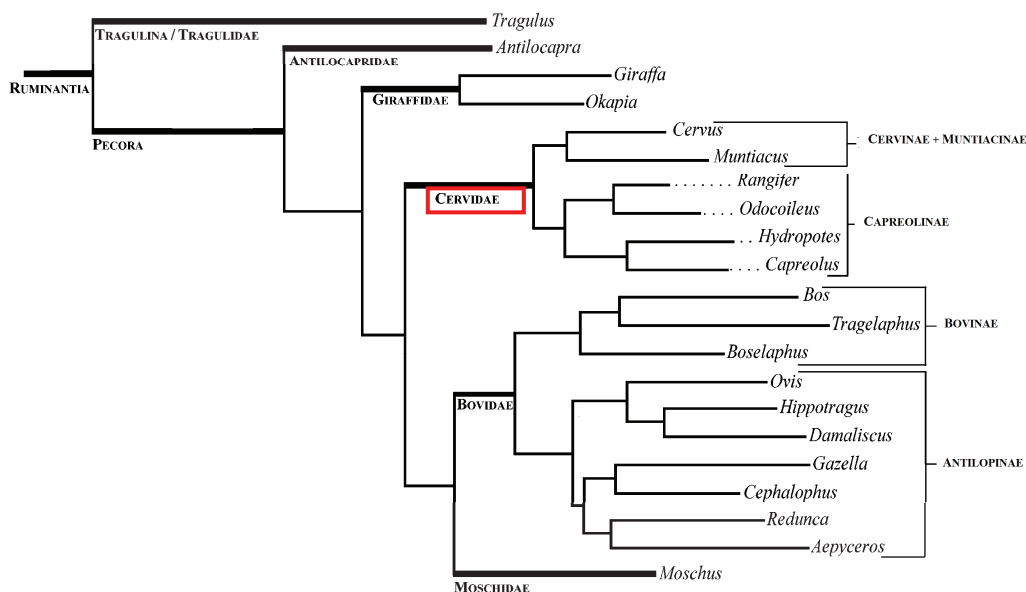 Tragulus
TRAGULINA / TRAGULIDAE
Antilocapra
ANTILOCAPRIDAE
Giraffa
RUMINANTIA
GIRAFFIDAE
Okapia
Cervus
CERVINAE + MUNTIACINAE
PECORA
Muntiacus
Rangifer
CERVIDAE
Odocoileus
CAPREOLINAE
Hydropotes
Capreolus
Bos
Tragelaphus
BOVINAE
Boselaphus
Ovis
BOVIDAE
Hippotragus
Damaliscus
Gazella
ANTILOPINAE
Cephalophus
Redunca
Aepyceros
Moschus
MOSCHIDAE